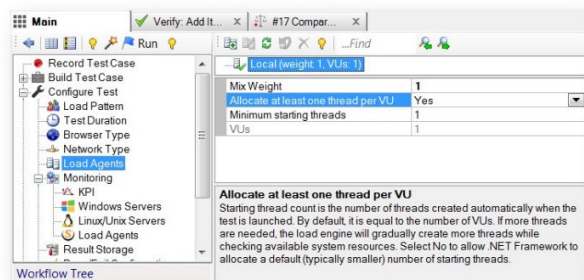 Main
Verify: Add It... x
#17 Compar... x
Run
...Find
Record Test Case
Build Test Case
Configure Test
Load Pattern
Test Duration
Browser Type
Network Type
Load Agents
Monitoring
KPI
Windows Servers
Linux/Unix Servers
Load Agents
Result Storage
Workflow Tree
Local (weight 1, VUs: 1)
Mix Weight 1
Allocate at least one thread per VU Yes
Minimum starting threads 1
VUs 1
Allocate at least one thread per VU
Starting thread count is the number of threads created automatically when the
test is launched. By default, it is equal to the number of VUs. If more threads
are needed, the load engine will gradually create more threads while
checking available system resources. Select No to allow .NET Framework to
allocate a default (typically smaller) number of starting threads.